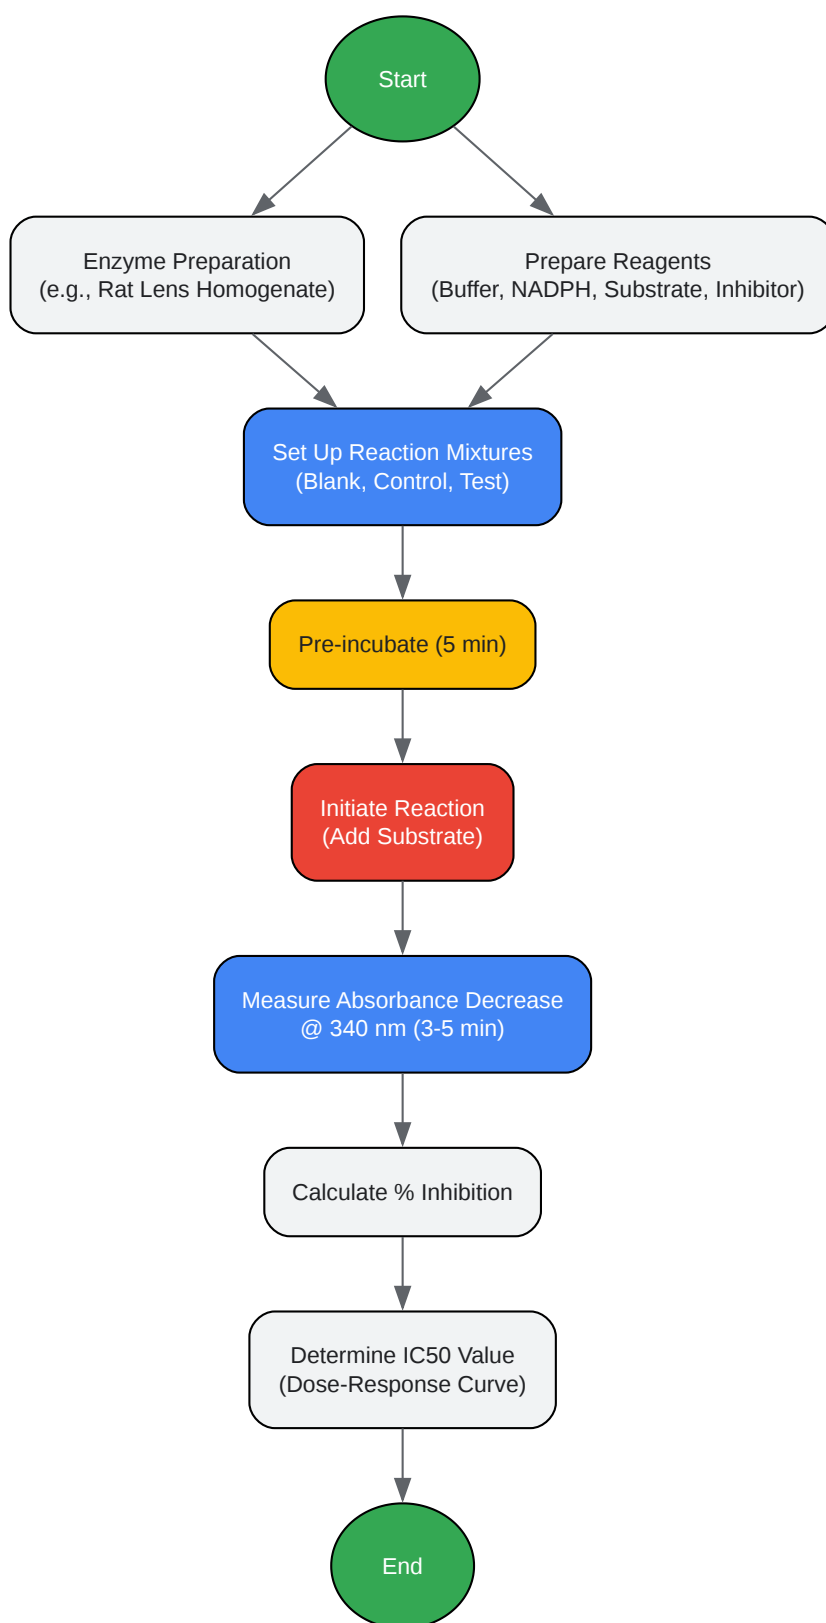 Start
Enzyme Preparation
(e.g., Rat Lens Homogenate)
Prepare Reagents
(Buffer, NADPH, Substrate, Inhibitor)
Set Up Reaction Mixtures
(Blank, Control, Test)
Pre-incubate (5 min)
Initiate Reaction
(Add Substrate)
Measure Absorbance Decrease
@ 340 nm (3-5 min)
Calculate % Inhibition
Determine IC50 Value
(Dose-Response Curve)
End